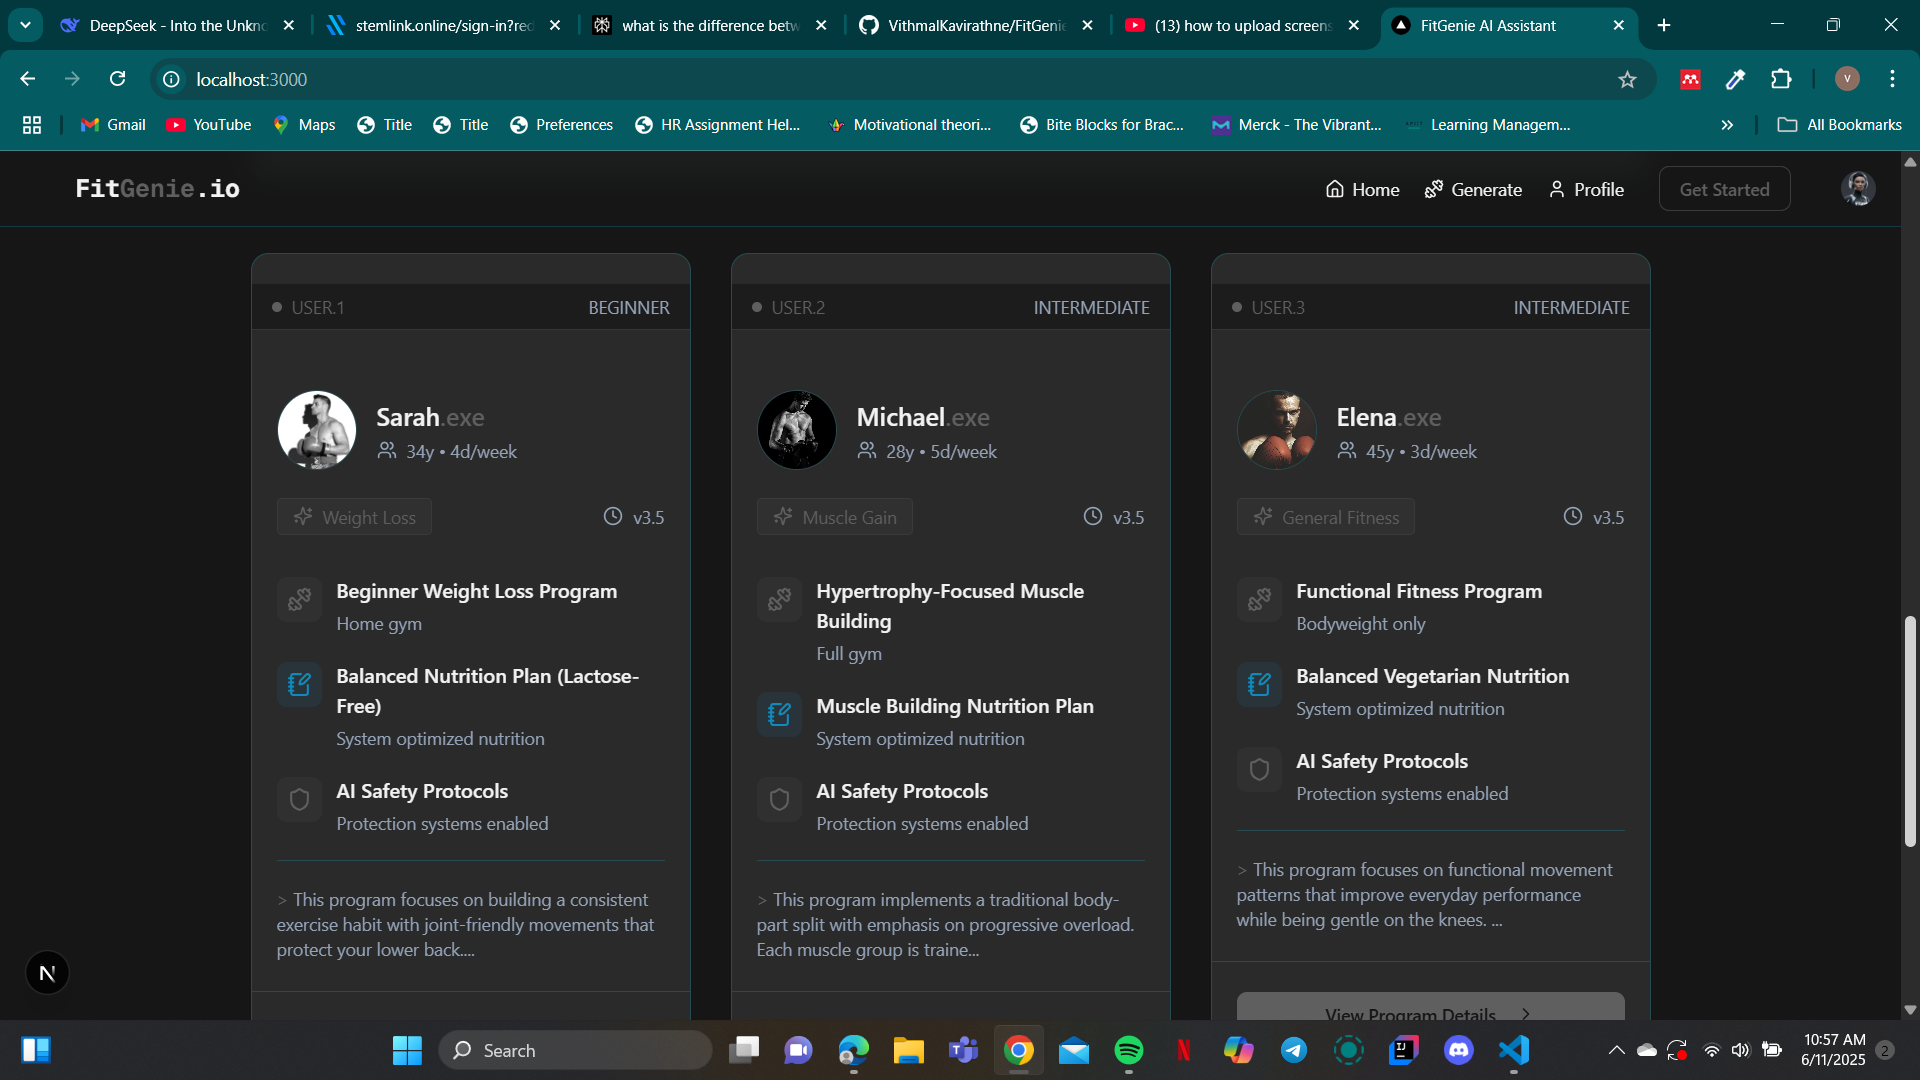 DeepSeek - Into the Unkno
stemlink.online/sign-in?red
what is the difference betw
VithmalKavirathne/FitGenie
(13) how to upload screens
FitGenie AI Assistant
localhost:3000
V
Gmail
YouTube
Maps
Title
Title
Preferences
HR Assignment Hel...
Motivational theori...
Bite Blocks for Brac...
Merck - The Vibrant...
Learning Managem...
All Bookmarks
FitGenie.io
Home
Generate
Profile
Get Started
USER.1
BEGINNER
Sarah.exe
34y • 4d/week
Weight Loss
v3.5
Beginner Weight Loss Program
Home gym
Balanced Nutrition Plan (Lactose-
Free)
System optimized nutrition
AI Safety Protocols
Protection systems enabled
> This program focuses on building a consistent
exercise habit with joint-friendly movements that
protect your lower back....
USER.2
INTERMEDIATE
Michael.exe
28y • 5d/week
Muscle Gain
v3.5
Hypertrophy-Focused Muscle
Building
Full gym
Muscle Building Nutrition Plan
System optimized nutrition
AI Safety Protocols
Protection systems enabled
> This program implements a traditional body-
part split with emphasis on progressive overload.
Each muscle group is traine...
USER.3
INTERMEDIATE
Elena.exe
45y • 3d/week
General Fitness
v3.5
Functional Fitness Program
Bodyweight only
Balanced Vegetarian Nutrition
System optimized nutrition
AI Safety Protocols
Protection systems enabled
> This program focuses on functional movement
patterns that improve everyday performance
while being gentle on the knees. ...
View Program Details
N
Search
10:57 AM
6/11/2025
2